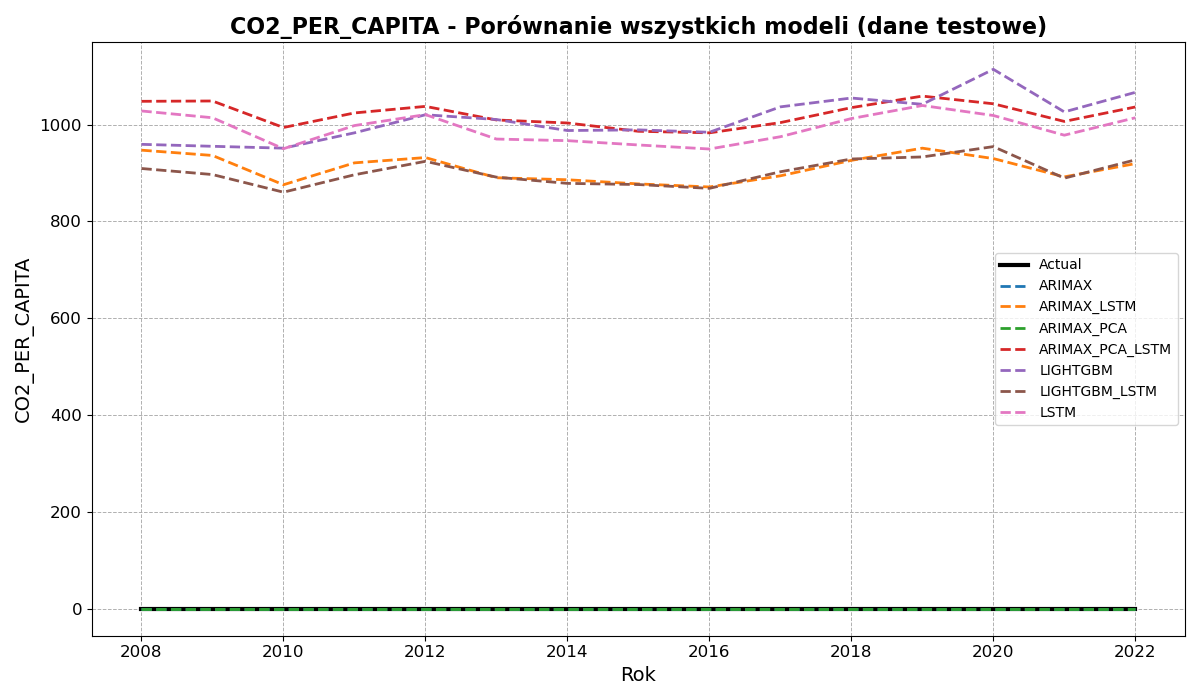 CO2_PER_CAPITA - Porównanie wszystkich modeli (dane testowe)
CO2_PER_CAPITA
1000
800
600
400
200
0
Actual
ARIMAX
ARIMAX_LSTM
ARIMAX_PCA
ARIMAX_PCA_LSTM
LIGHTGBM
LIGHTGBM_LSTM
LSTM
2008 2010 2012 2014 2016 2018 2020 2022
Rok